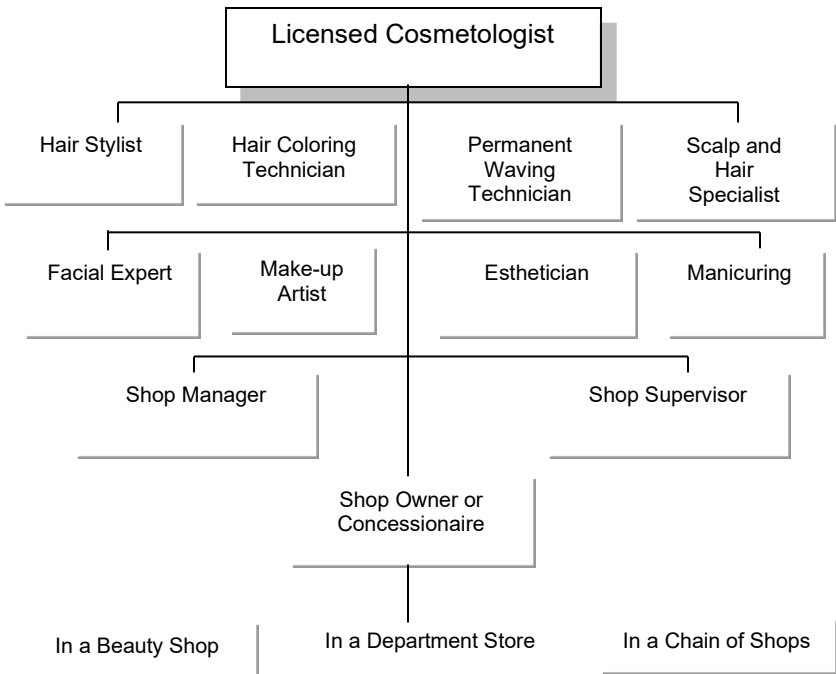 Licensed Cosmetologist
Hair Stylist
Hair Coloring
Technician
Permanent
Waving
Technician
Scalp and
Hair
Specialist
Facial Expert
Make-up
Artist
Esthetician
Manicuring
Shop Manager
Shop Supervisor
Shop Owner or
Concessionaire
In a Beauty Shop
In a Department Store
In a Chain of Shops